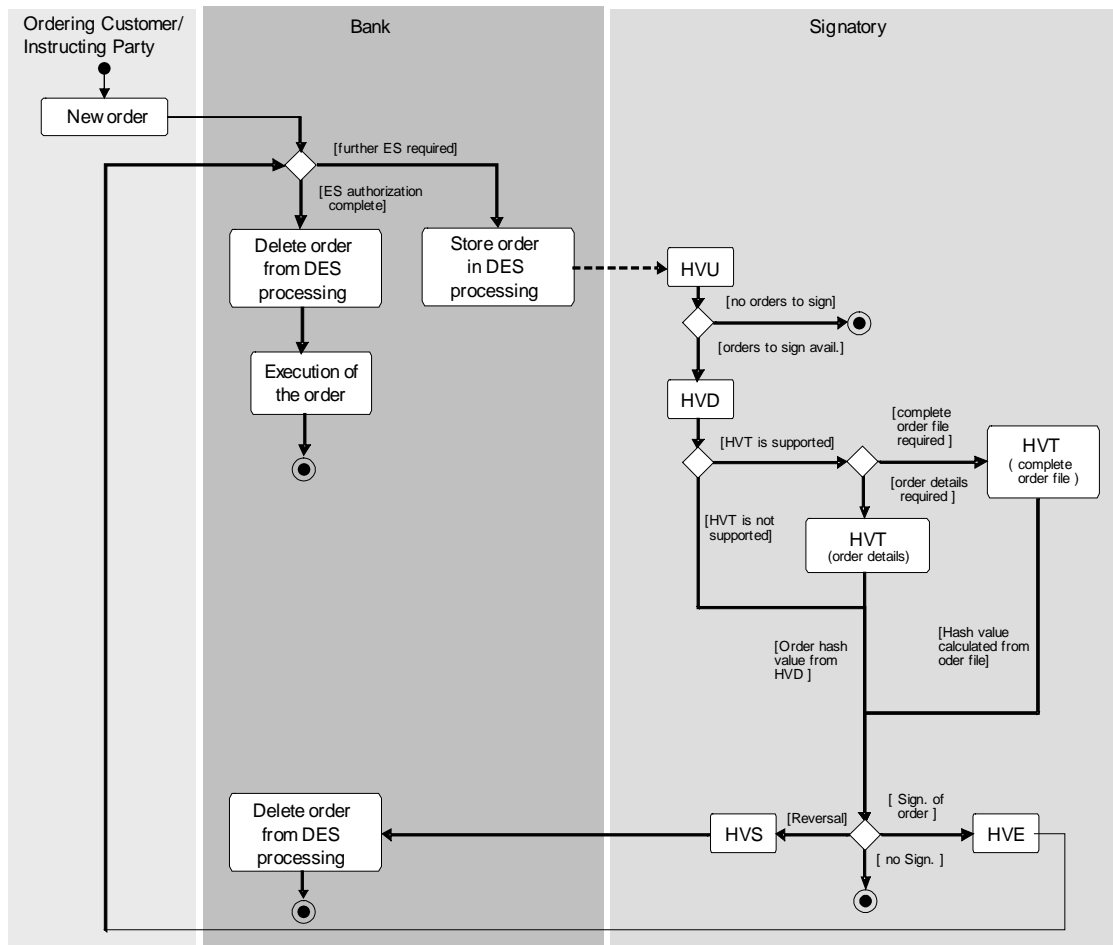 Ordering Customer/
Instructing Party
Bank
Signatory
New order
[further ES required]
[ES authorization
complete]
Delete order
from DES
processing
Store order
in DES
processing
HVU
[no orders to sign]
[orders to sign avail.]
Execution of
the order
HVD
[HVT is supported]
[complete
order file
required ]
HVT
( complete
order file )
[order details
required ]
[HVT is not
supported]
HVT
(order details)
[Order hash
value from
HVD ]
[Hash value
calculated from
oder file]
Delete order
from DES
processing
HVS
[Reversal]
[ Sign. of
order ]
HVE
[ no Sign. ]